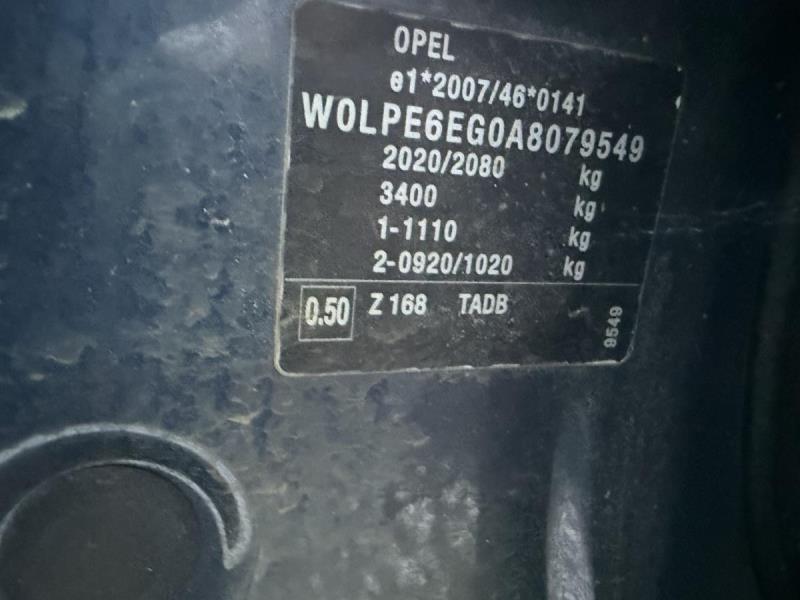 OPEL
e1*2007/46*0141
W0LPE6EG0A8079549
2020/2080 kg
3400 kg
1-1110 kg
2-0920/1020 kg
0.50 Z 168 TADB
9549